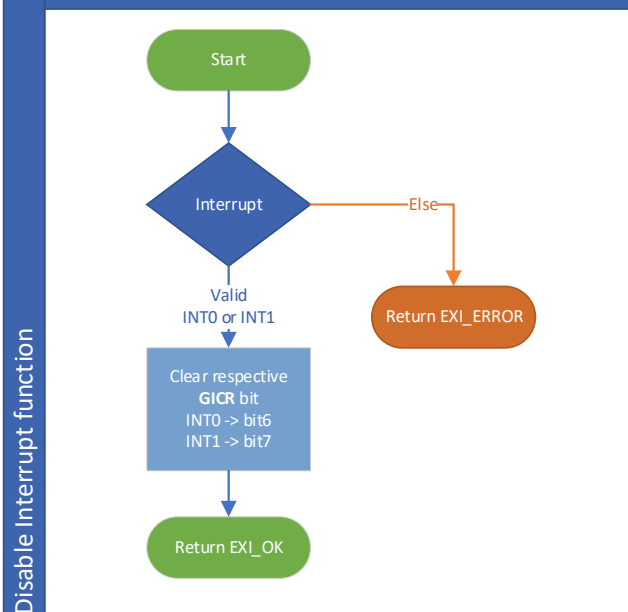 Disable Interrupt function
Start
Interrupt
Else
Valid
INT0 or INT1
Return EXI_ERROR
Clear respective
GICR bit
INT0 -> bit6
INT1 -> bit7
Return EXI_OK